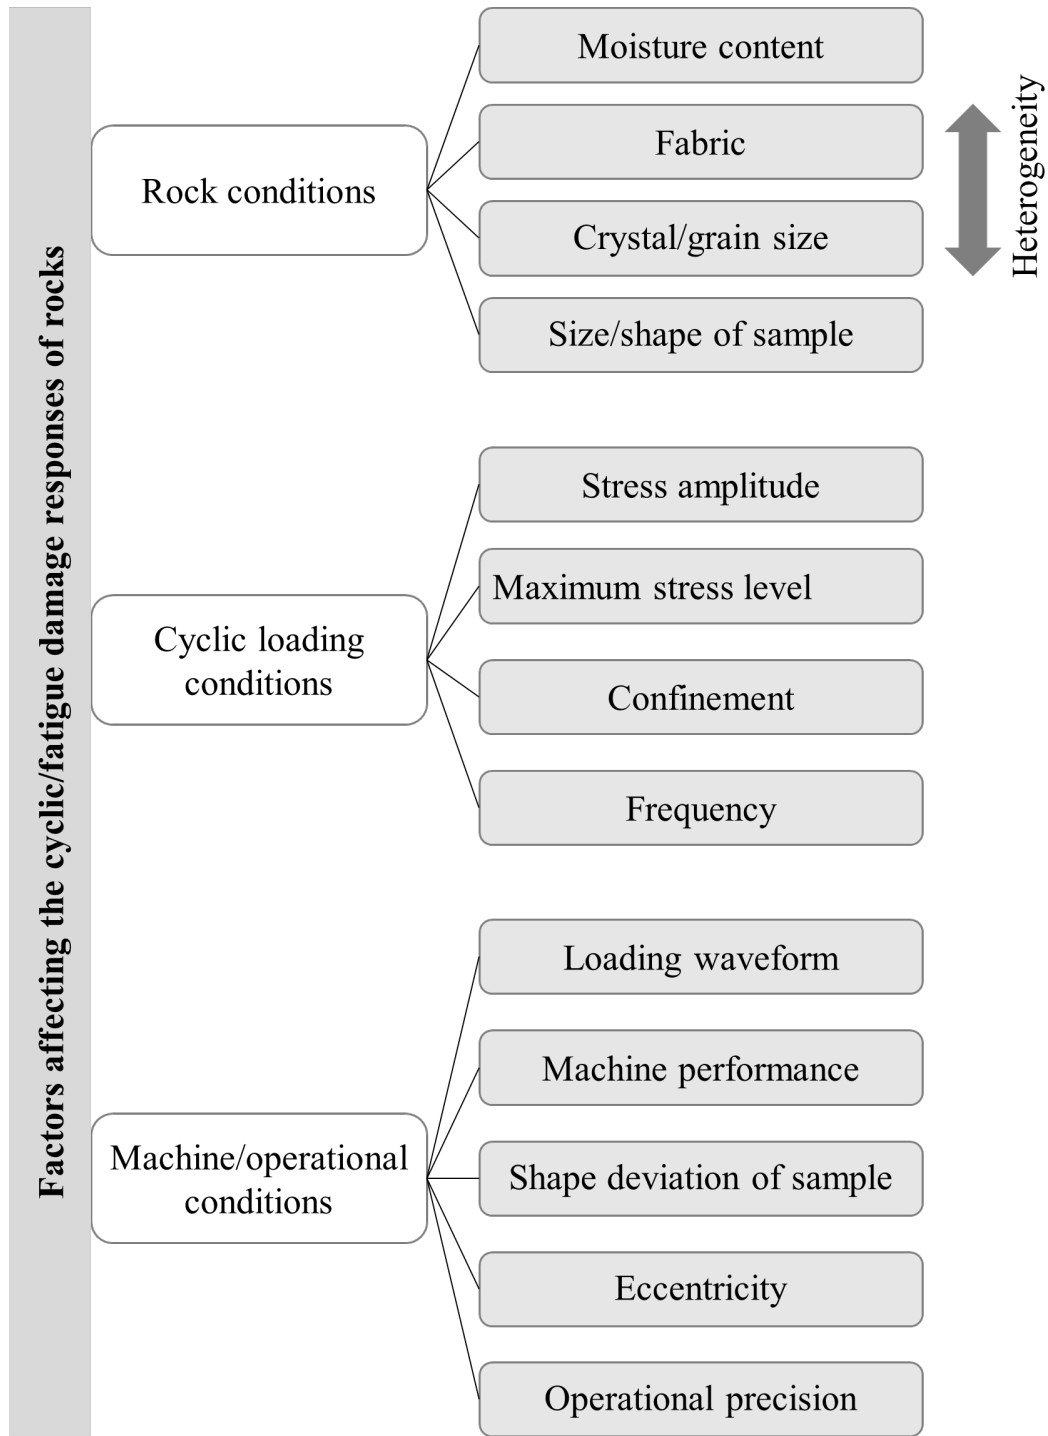 Factors affecting the cyclic/fatigue damage responses of rocks
Rock conditions
Moisture content
Fabric
Crystal/grain size
Size/shape of sample
Heterogeneity
Cyclic loading
conditions
Stress amplitude
Maximum stress level
Confinement
Frequency
Machine/operational
conditions
Loading waveform
Machine performance
Shape deviation of sample
Eccentricity
Operational precision